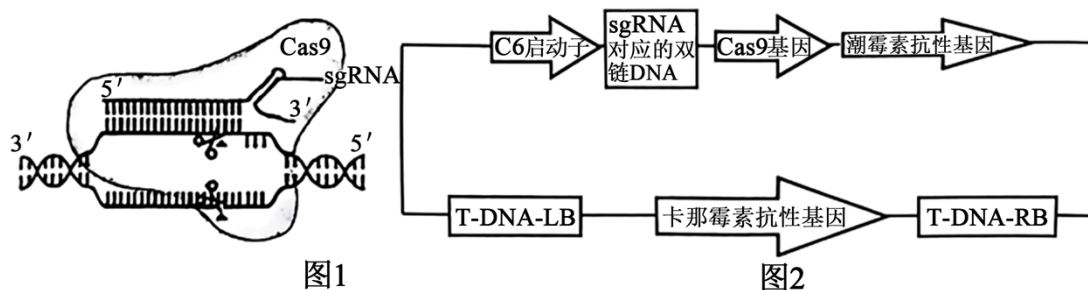 Cas9
sgRNA
5′
3′
3′
5′
图1
C6启动子
sgRNA
对应的双
链DNA
Cas9基因
潮霉素抗性基因
T-DNA-LB
卡那霉素抗性基因
T-DNA-RB
图2